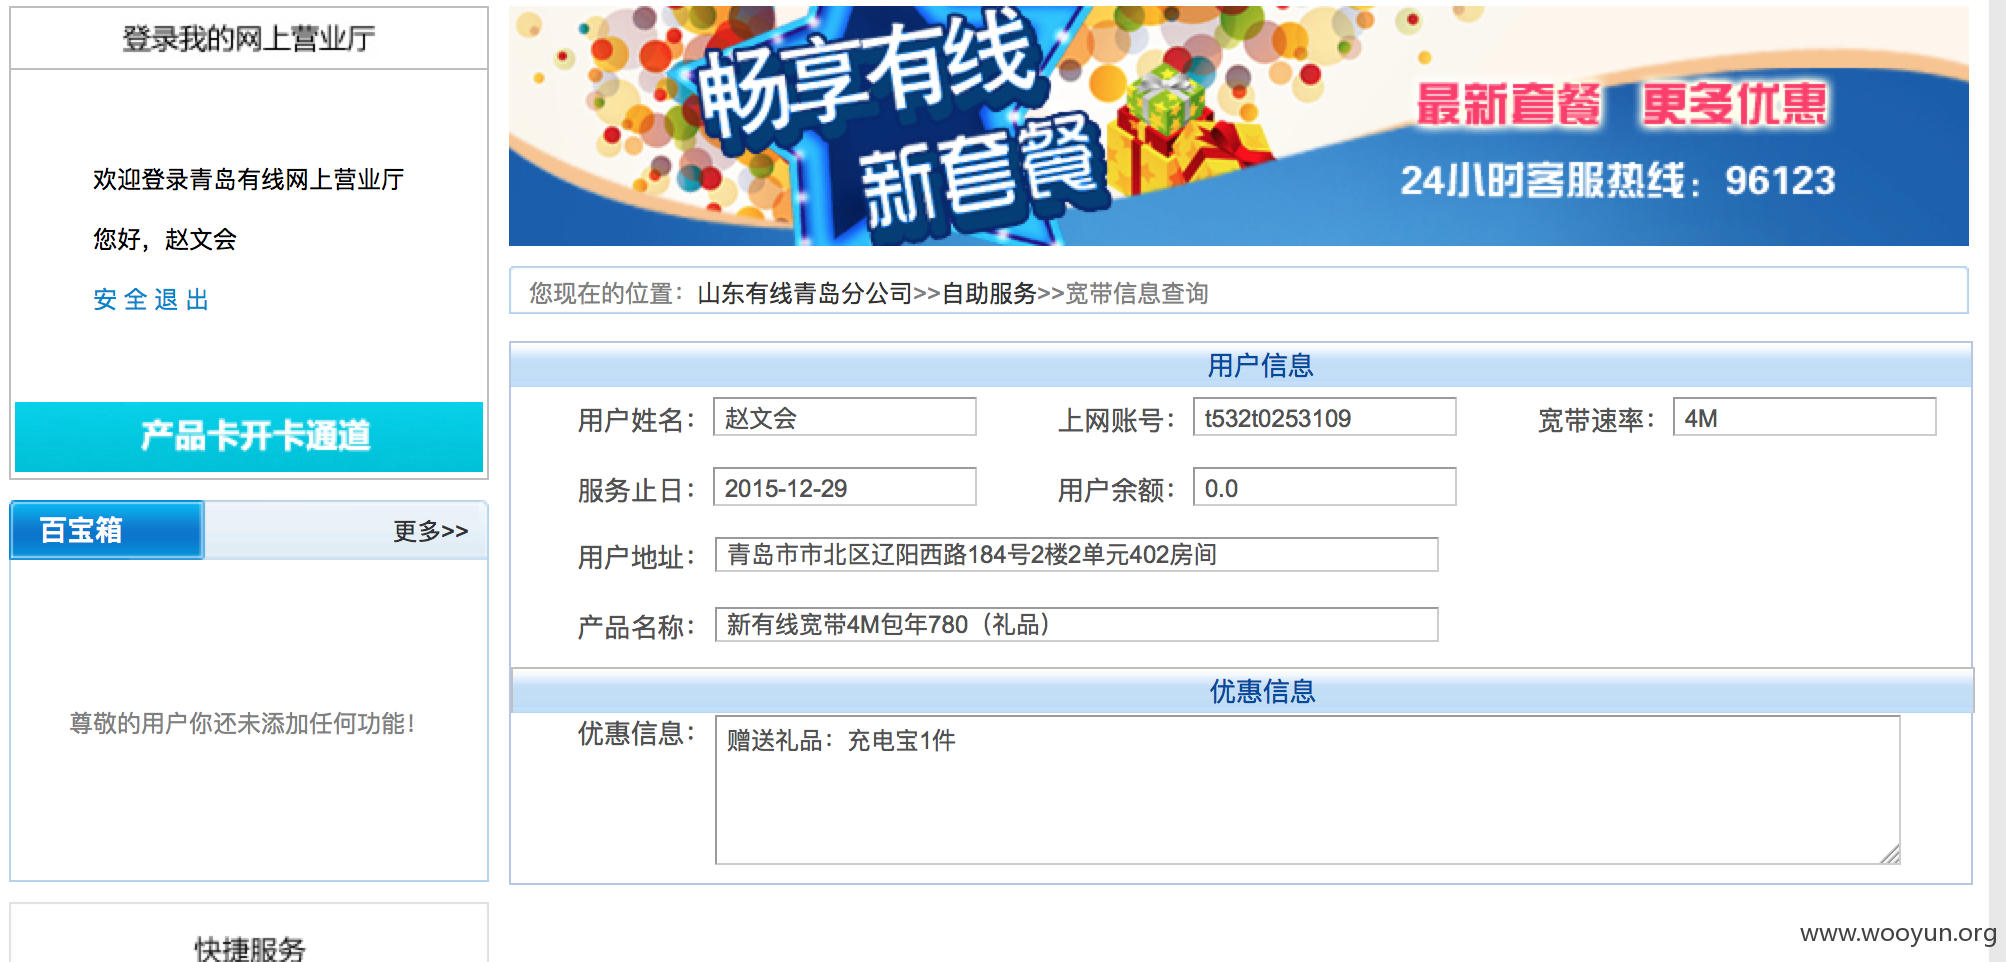 登录我的网上营业厅
欢迎登录青岛有线网上营业厅
您好，赵文会
安 全 退 出
产品卡开卡通道
百宝箱
更多>>
尊敬的用户你还未添加任何功能！
快捷服务
畅享有线
新套餐
最新套餐 更多优惠
24小时客服热线：96123
您现在的位置：山东有线青岛分公司>>自助服务>>宽带信息查询
用户信息
用户姓名： 赵文会 上网账号： t532t0253109 宽带速率： 4M
服务止日： 2015-12-29 用户余额： 0.0
用户地址： 青岛市市北区辽阳西路184号2楼2单元402房间
产品名称： 新有线宽带4M包年780（礼品）
优惠信息
优惠信息： 赠送礼品：充电宝1件
www.wooyun.org